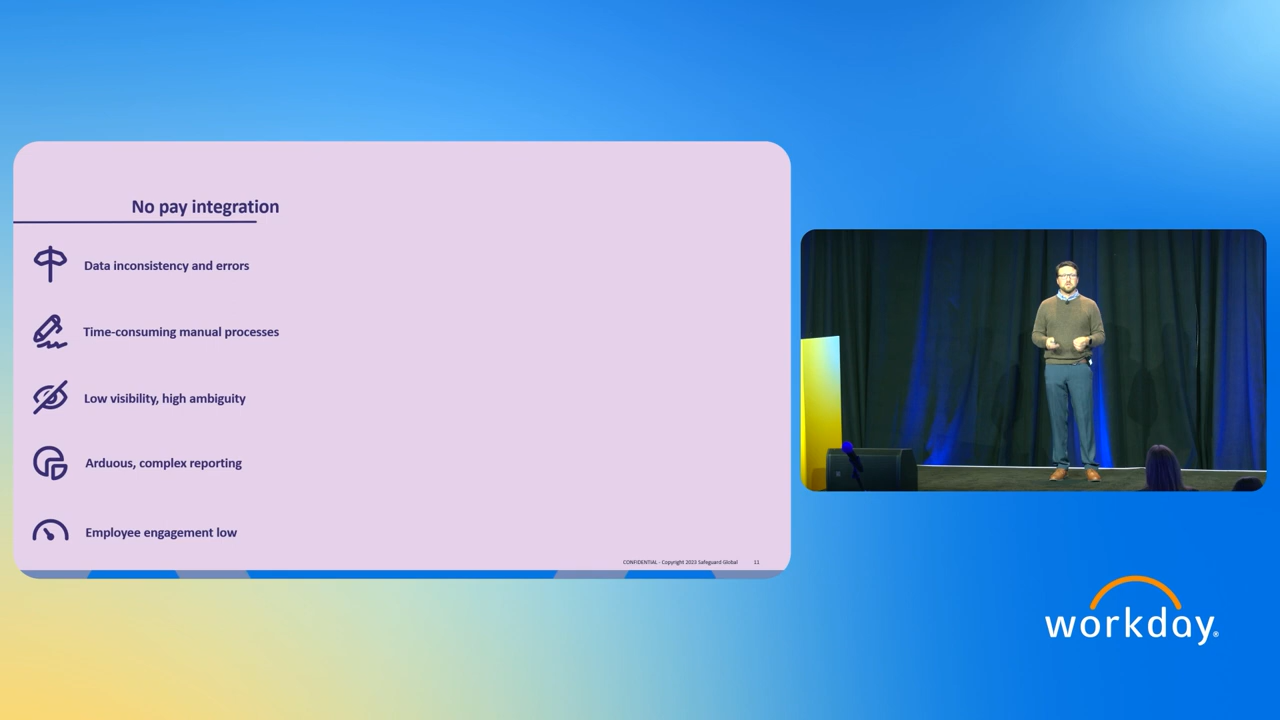 No pay integration
Data inconsistency and errors
Time-consuming manual processes
Low visibility, high ambiguity
Arduous, complex reporting
Employee engagement low
CONFIDENTIAL - Copyright 2023 Safeguard Global 11
workday®